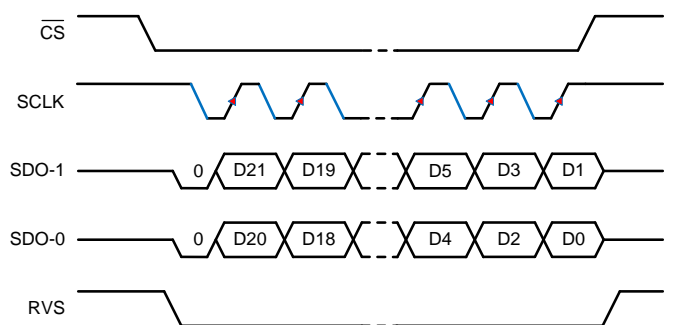 CS
SCLK
SDO-1 0 D21 D19 D5 D3 D1
SDO-0 0 D20 D18 D4 D2 D0
RVS